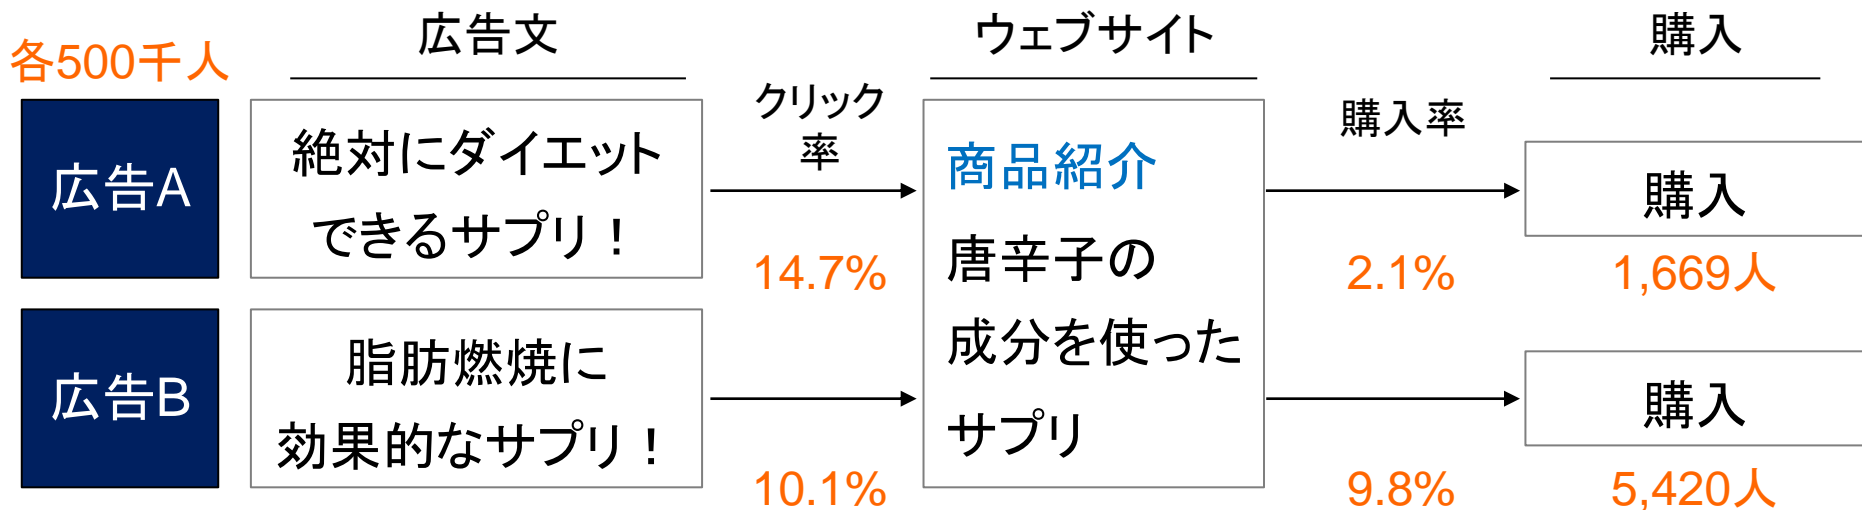 各500千人
広告文
ウェブサイト
購入
広告A
絶対にダイエット
できるサプリ！
クリック
率
14.7%
商品紹介
唐辛子の
成分を使った
サプリ
購入率
2.1%
購入
1,669人
広告B
脂肪燃焼に
効果的なサプリ！
10.1%
9.8%
購入
5,420人